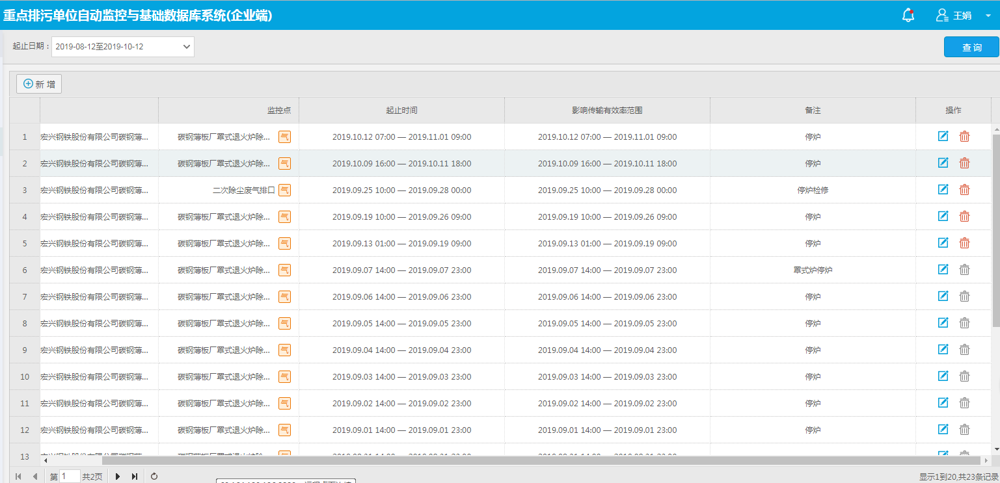 重点排污单位自动监控与基础数据库系统(企业端)
王娟
起止日期： 2019-08-12至2019-10-12 查 询
新 增
监控点 起止时间 影响传输有效率范围 备注 操作
1 宏兴钢铁股份有限公司碳钢薄... 碳钢薄板厂罩式退火炉除... 气 2019.10.12 07:00 — 2019.11.01 09:00 2019.10.12 07:00 — 2019.11.01 09:00 停炉
2 宏兴钢铁股份有限公司碳钢薄... 碳钢薄板厂罩式退火炉除... 气 2019.10.09 16:00 — 2019.10.11 18:00 2019.10.09 16:00 — 2019.10.11 18:00 停炉
3 宏兴钢铁股份有限公司碳钢薄... 二次除尘废气排口 气 2019.09.25 10:00 — 2019.09.28 00:00 2019.09.25 10:00 — 2019.09.28 00:00 停炉检修
4 宏兴钢铁股份有限公司碳钢薄... 碳钢薄板厂罩式退火炉除... 气 2019.09.19 10:00 — 2019.09.26 09:00 2019.09.19 10:00 — 2019.09.26 09:00 停炉
5 宏兴钢铁股份有限公司碳钢薄... 碳钢薄板厂罩式退火炉除... 气 2019.09.13 01:00 — 2019.09.19 09:00 2019.09.13 01:00 — 2019.09.19 09:00 停炉
6 宏兴钢铁股份有限公司碳钢薄... 碳钢薄板厂罩式退火炉除... 气 2019.09.07 14:00 — 2019.09.07 23:00 2019.09.07 14:00 — 2019.09.07 23:00 罩式炉停炉
7 宏兴钢铁股份有限公司碳钢薄... 碳钢薄板厂罩式退火炉除... 气 2019.09.06 14:00 — 2019.09.06 23:00 2019.09.06 14:00 — 2019.09.06 23:00 停炉
8 宏兴钢铁股份有限公司碳钢薄... 碳钢薄板厂罩式退火炉除... 气 2019.09.05 14:00 — 2019.09.05 23:00 2019.09.05 14:00 — 2019.09.05 23:00 停炉
9 宏兴钢铁股份有限公司碳钢薄... 碳钢薄板厂罩式退火炉除... 气 2019.09.04 14:00 — 2019.09.04 23:00 2019.09.04 14:00 — 2019.09.04 23:00 停炉
10 宏兴钢铁股份有限公司碳钢薄... 碳钢薄板厂罩式退火炉除... 气 2019.09.03 14:00 — 2019.09.03 23:00 2019.09.03 14:00 — 2019.09.03 23:00 停炉
11 宏兴钢铁股份有限公司碳钢薄... 碳钢薄板厂罩式退火炉除... 气 2019.09.02 14:00 — 2019.09.02 23:00 2019.09.02 14:00 — 2019.09.02 23:00 停炉
12 宏兴钢铁股份有限公司碳钢薄... 碳钢薄板厂罩式退火炉除... 气 2019.09.01 14:00 — 2019.09.01 23:00 2019.09.01 14:00 — 2019.09.01 23:00 停炉
13
第 1 共2页 显示1到20,共23条记录